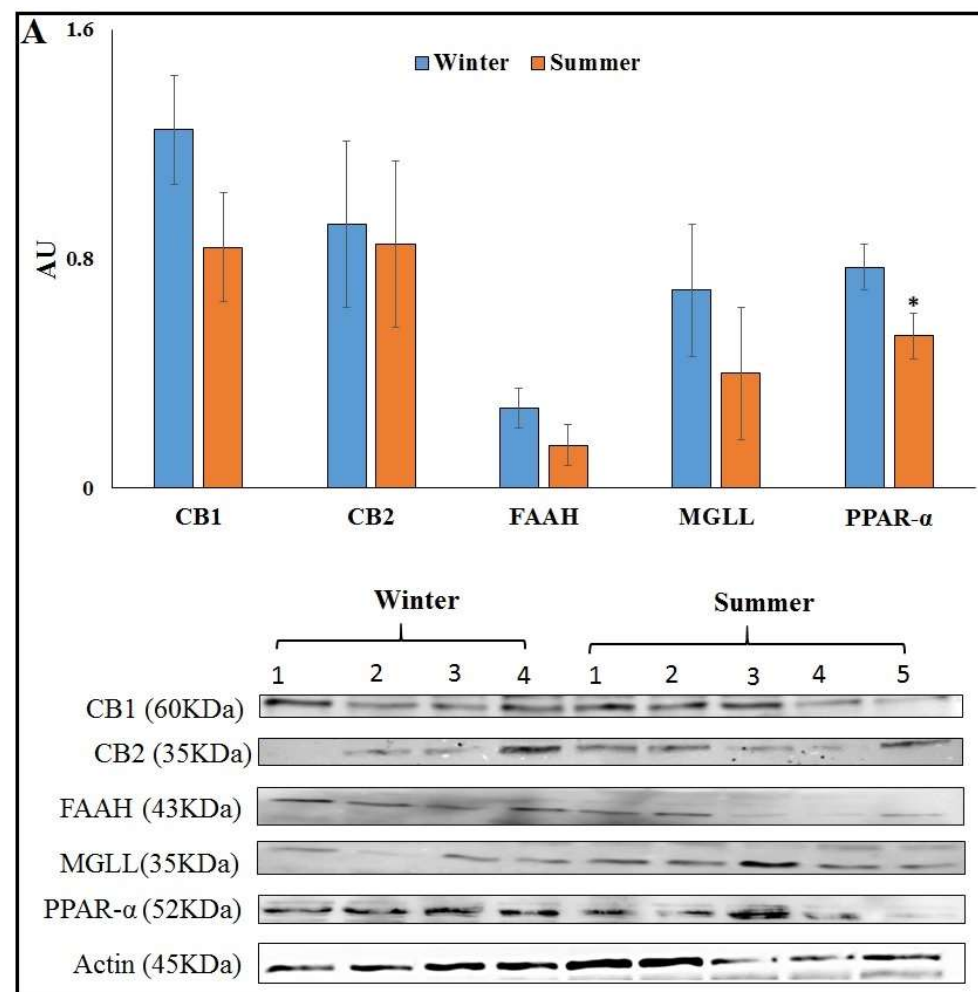 A
1.6
Winter Summer
AU
0.8
0
CB1 CB2 FAAH MGLL PPAR-α
*
Winter Summer
1 2 3 4 1 2 3 4 5
CB1 (60KDa)
CB2 (35KDa)
FAAH (43KDa)
MGLL(35KDa)
PPAR-α (52KDa)
Actin (45KDa)